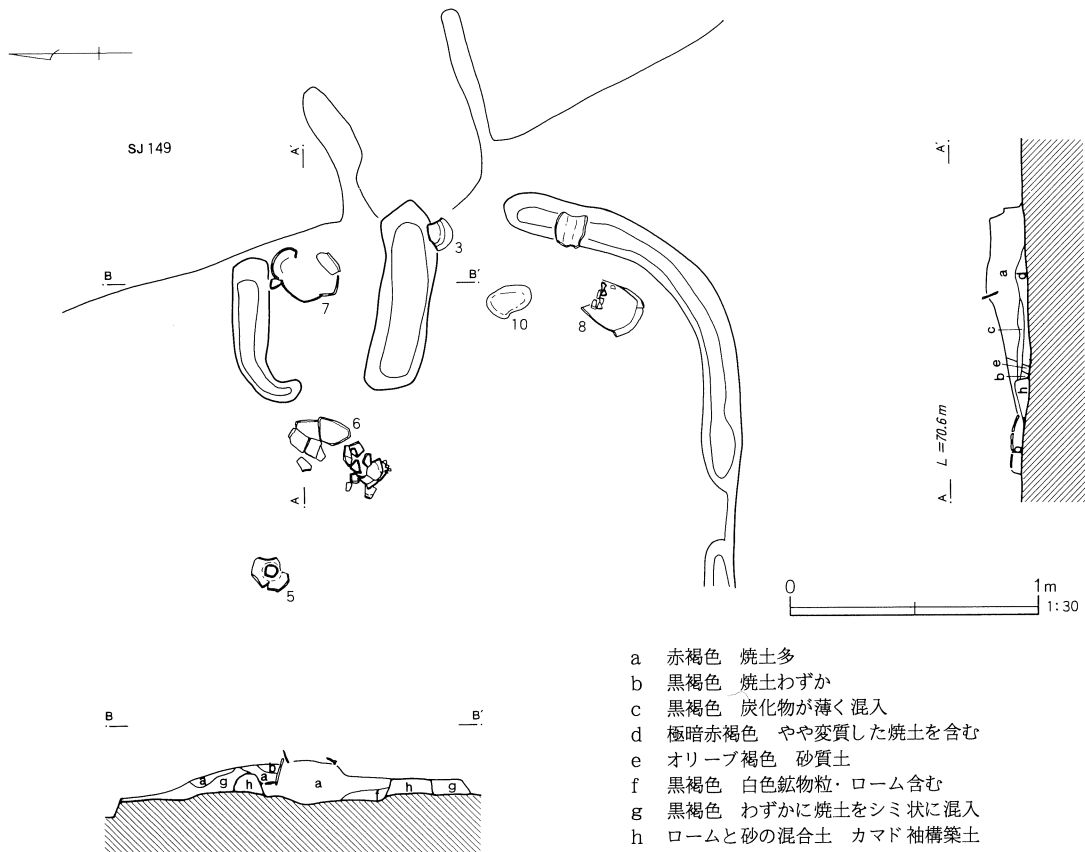 SJ 149
A′
A′
3
B
B′
7
10
8
a
d
c
e
b
h
b
6
A
A
L=70.6m
5
0 1m
1:30
a 赤褐色 焼土多
b 黒褐色 焼土わずか
c 黒褐色 炭化物が薄く混入
d 極暗赤褐色 やや変質した焼土を含む
e オリーブ褐色 砂質土
f 黒褐色 白色鉱物粒・ローム含む
g 黒褐色 わずかに焼土をシミ状に混入
h ロームと砂の混合土 カマド袖構築土
B
B′
a g h a b a f h g